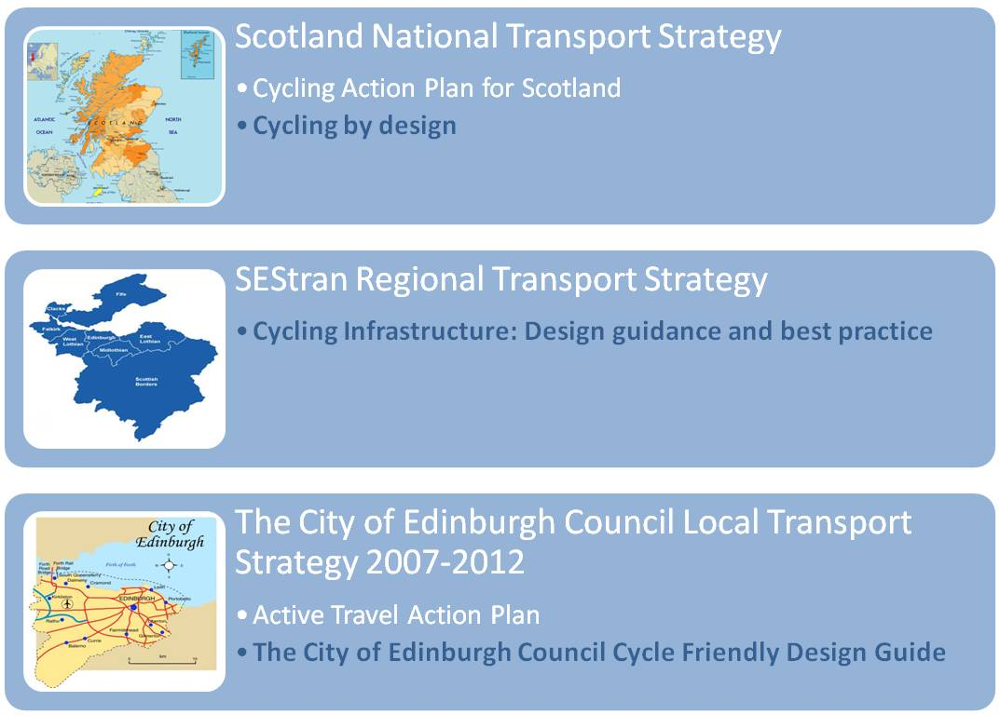 Scotland National Transport Strategy
• Cycling Action Plan for Scotland
• Cycling by design
ATLANTIC
OCEAN
SCOTLAND
NORTH
SEA
SEStran Regional Transport Strategy
• Cycling Infrastructure: Design guidance and best practice
Fife
Clacks
Falkirk
West
Lothian
Edinburgh
East
Lothian
Midlothian
Scottish
Borders
The City of Edinburgh Council Local Transport
Strategy 2007-2012
• Active Travel Action Plan
• The City of Edinburgh Council Cycle Friendly Design Guide
City of
Edinburgh
Firth of Forth
Forth
Road
Bridge
Forth Rail
Bridge
South Queensferry
Dalmeny
Cramond
Leith
EDINBURGH
Portobello
Kirkliston
Ratho
Fairmilehead
Gilmerton
Currie
Balerno
km